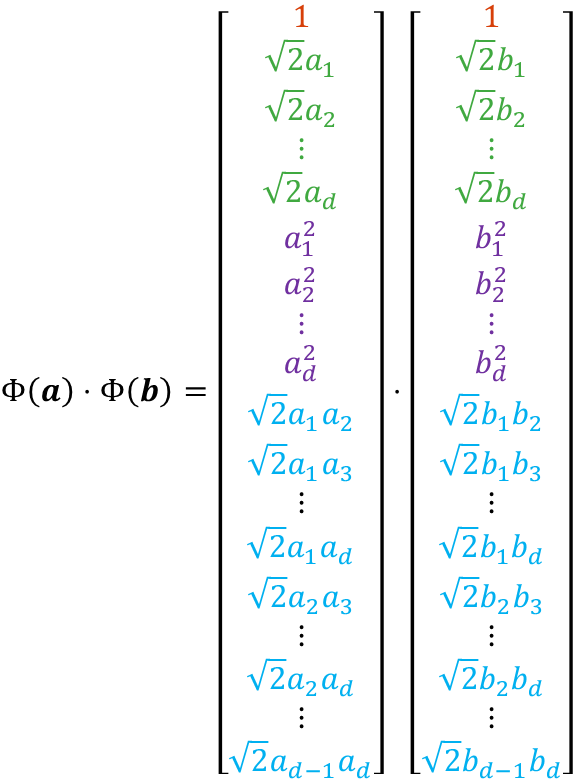 1 1
√2a₁ √2b₁
√2a₂ √2b₂
⋮ ⋮
√2a_d √2b_d
a₁² b₁²
a₂² b₂²
⋮ ⋮
a_d² b_d²
Φ(𝒂) · Φ(𝒃) = ·
√2a₁a₂ √2b₁b₂
√2a₁a₃ √2b₁b₃
⋮ ⋮
√2a₁a_d √2b₁b_d
√2a₂a₃ √2b₂b₃
⋮ ⋮
√2a₂a_d √2b₂b_d
⋮ ⋮
√2a_{d−1}a_d √2b_{d−1}b_d